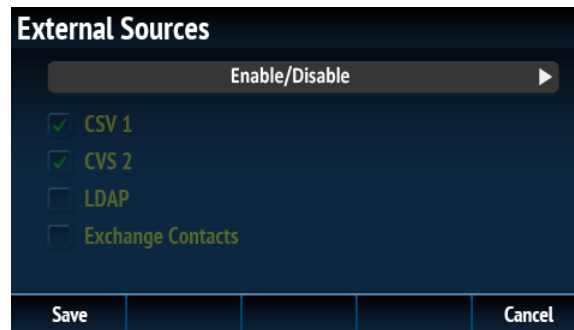 External Sources
Enable/Disable
CSV 1
CVS 2
LDAP
Exchange Contacts
Save Cancel